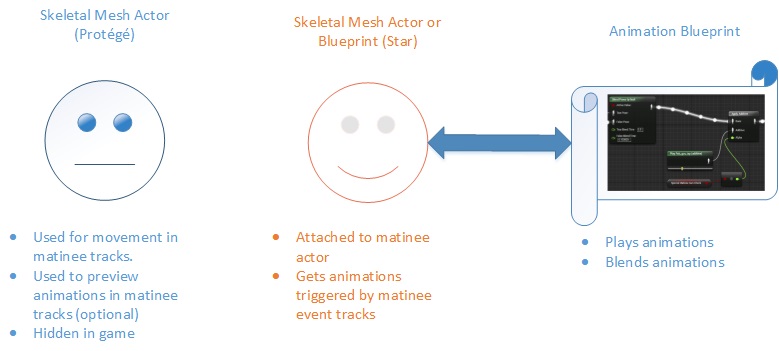 Skeletal Mesh Actor
(Protégé)
Skeletal Mesh Actor or
Blueprint (Star)
Animation Blueprint
• Used for movement in
matinee tracks.
• Used to preview
animations in matinee
tracks (optional)
• Hidden in game
• Attached to matinee
actor
• Gets animations
triggered by matinee
event tracks
• Plays animations
• Blends animations